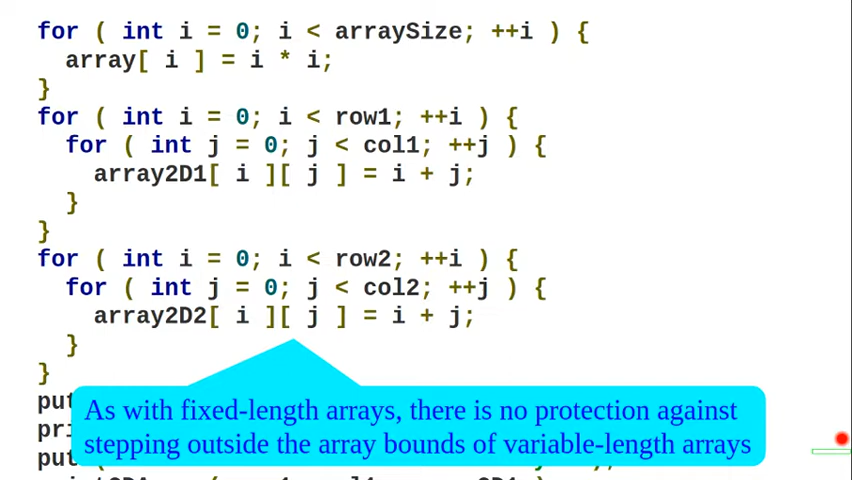 for ( int i = 0; i < arraySize; ++i ) {
  array[ i ] = i * i;
}
for ( int i = 0; i < row1; ++i ) {
  for ( int j = 0; j < col1; ++j ) {
    array2D1[ i ][ j ] = i + j;
  }
}
for ( int i = 0; i < row2; ++i ) {
  for ( int j = 0; j < col2; ++j ) {
    array2D2[ i ][ j ] = i + j;
  }
}
As with fixed-length arrays, there is no protection against
stepping outside the array bounds of variable-length arrays